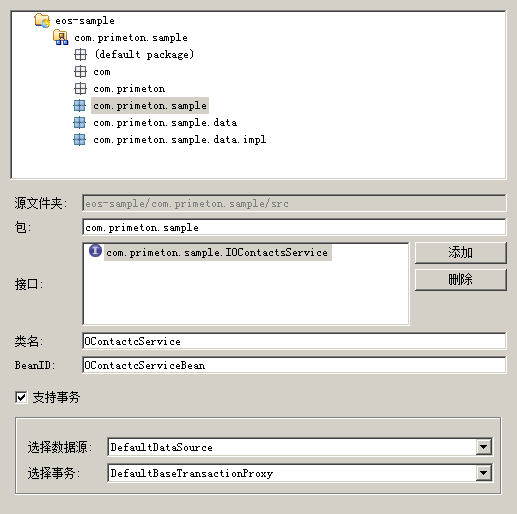 eos-sample
com.primeton.sample
(default package)
com
com.primeton
com.primeton.sample
com.primeton.sample.data
com.primeton.sample.data.impl
源文件夹: eos-sample/com.primeton.sample/src
包: com.primeton.sample
接口: com.primeton.sample.IOContactsService 添加
删除
类名: OContactcService
BeanID: OContactcServiceBean
支持事务
选择数据源: DefaultDataSource
选择事务: DefaultBaseTransactionProxy